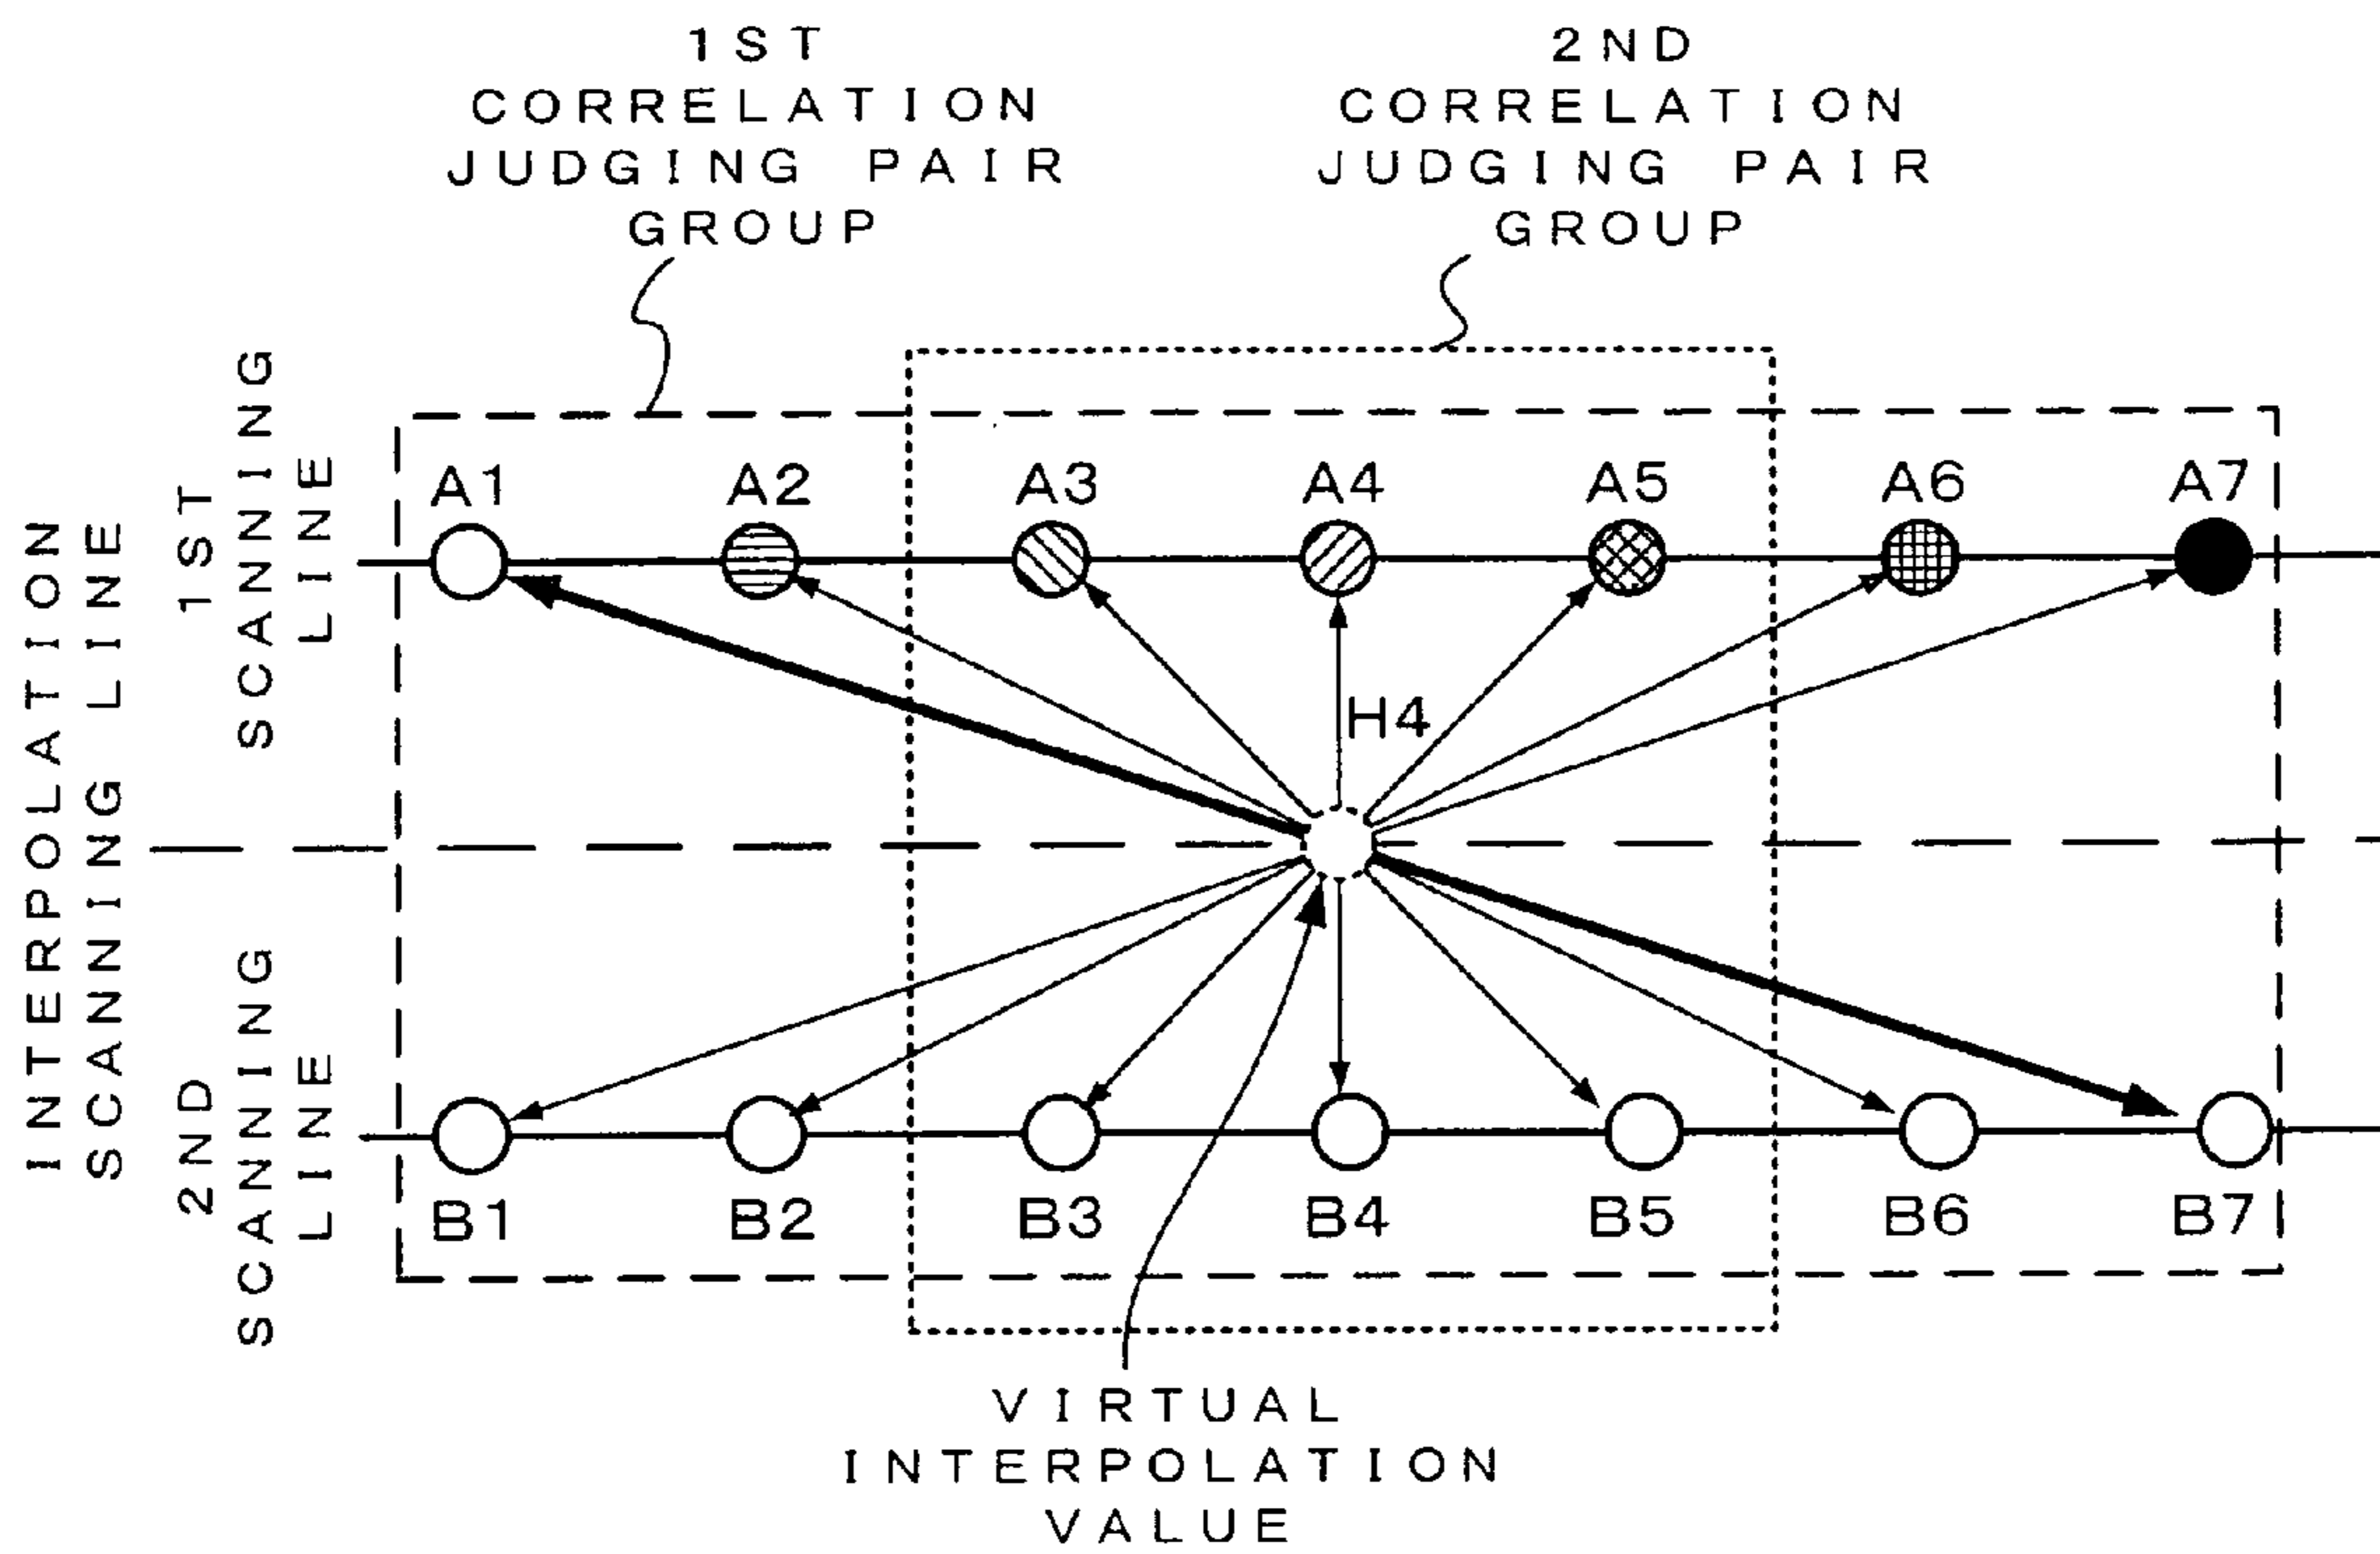 1ST
CORRELATION
JUDGING PAIR
GROUP
2ND
CORRELATION
JUDGING PAIR
GROUP
INTERPOLATION
SCANNING LINE
1ST
SCANNING
LINE
A1 A2 A3 A4 A5 A6 A7
H4
2ND
SCANNING
LINE
B1 B2 B3 B4 B5 B6 B7
VIRTUAL
INTERPOLATION
VALUE